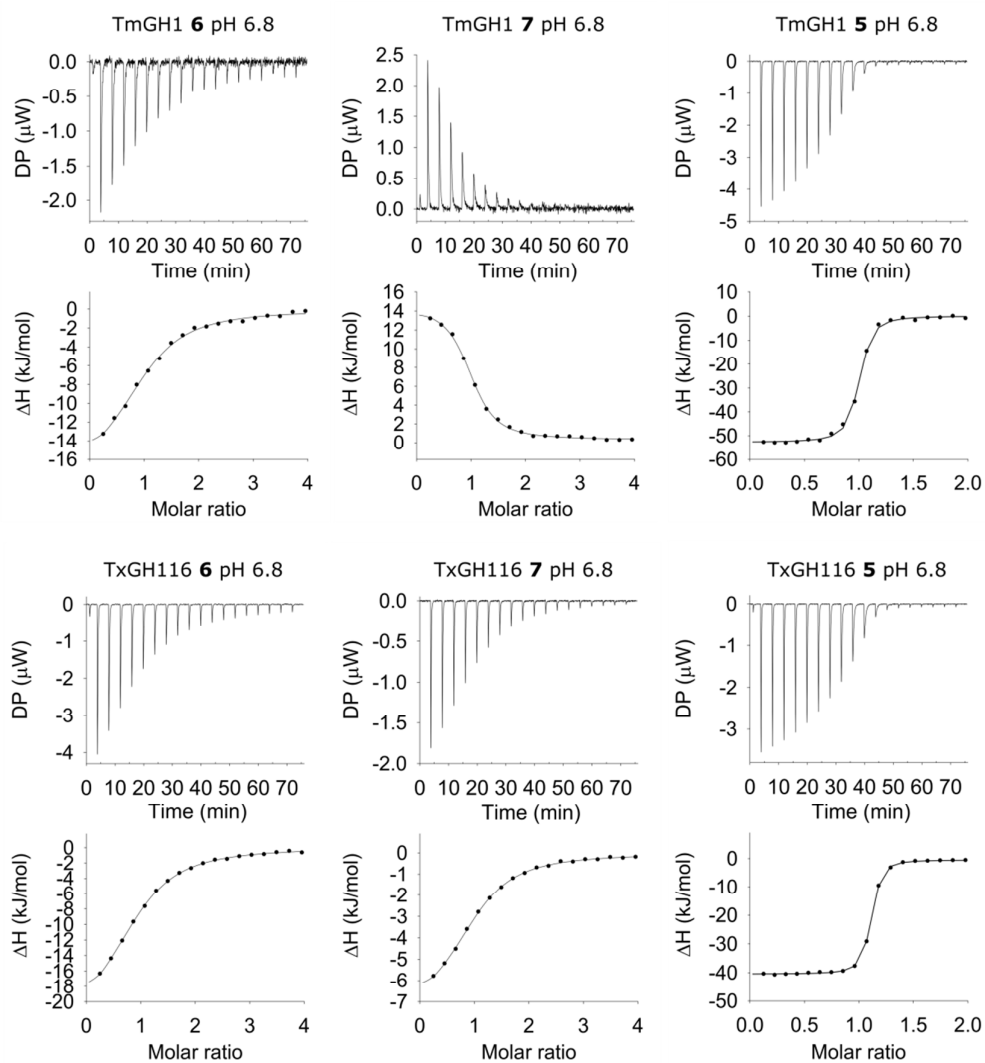 TmGH1 6 pH 6.8
TmGH1 7 pH 6.8
TmGH1 5 pH 6.8
DP (μW)
0.0
-0.5
-1.0
-1.5
-2.0
0 10 20 30 40 50 60 70
Time (min)
DP (μW)
2.5
2.0
1.5
1.0
0.5
0.0
0 10 20 30 40 50 60 70
Time (min)
DP (μW)
0
-1
-2
-3
-4
-5
0 10 20 30 40 50 60 70
Time (min)
ΔH (kJ/mol)
0
-2
-4
-6
-8
-10
-12
-14
-16
0 1 2 3 4
Molar ratio
ΔH (kJ/mol)
16
14
12
10
8
6
4
2
0
0 1 2 3 4
Molar ratio
ΔH (kJ/mol)
10
0
-10
-20
-30
-40
-50
-60
0.0 0.5 1.0 1.5 2.0
Molar ratio
TxGH116 6 pH 6.8
TxGH116 7 pH 6.8
TxGH116 5 pH 6.8
DP (μW)
0
-1
-2
-3
-4
0 10 20 30 40 50 60 70
Time (min)
DP (μW)
0.0
-0.5
-1.0
-1.5
-2.0
0 10 20 30 40 50 60 70
Time (min)
DP (μW)
0
-1
-2
-3
0 10 20 30 40 50 60 70
Time (min)
ΔH (kJ/mol)
0
-2
-4
-6
-8
-10
-12
-14
-16
-18
-20
0 1 2 3 4
Molar ratio
ΔH (kJ/mol)
0
-1
-2
-3
-4
-5
-6
-7
0 1 2 3 4
Molar ratio
ΔH (kJ/mol)
0
-10
-20
-30
-40
-50
0.0 0.5 1.0 1.5 2.0
Molar ratio